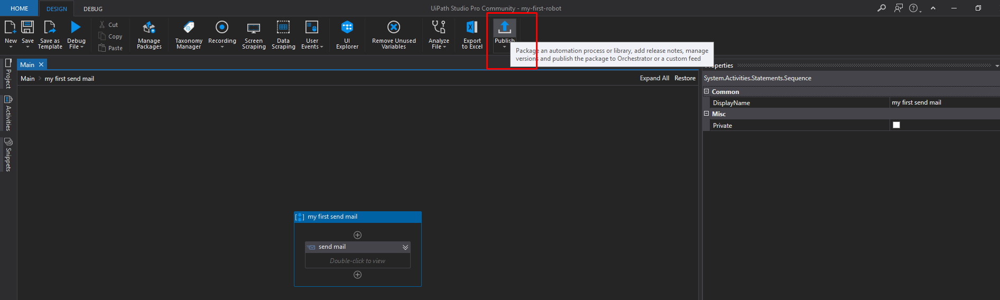 HOME DESIGN DEBUG UiPath Studio Pro Community - my-first-robot
New Save Save as Template Debug File Cut Copy Paste Manage Packages Taxonomy Manager Recording Screen Scraping Data Scraping User Events UI Explorer Remove Unused Variables Analyze File Export to Excel Publish
Package an automation process or library, add release notes, manage
versions and publish the package to Orchestrator or a custom feed
Project
Activities
Snippets
Main
Main my first send mail Expand All Restore
my first send mail
send mail
Double-click to view
Properties
System.Activities.Statements.Sequence
Common
DisplayName my first send mail
Misc
Private